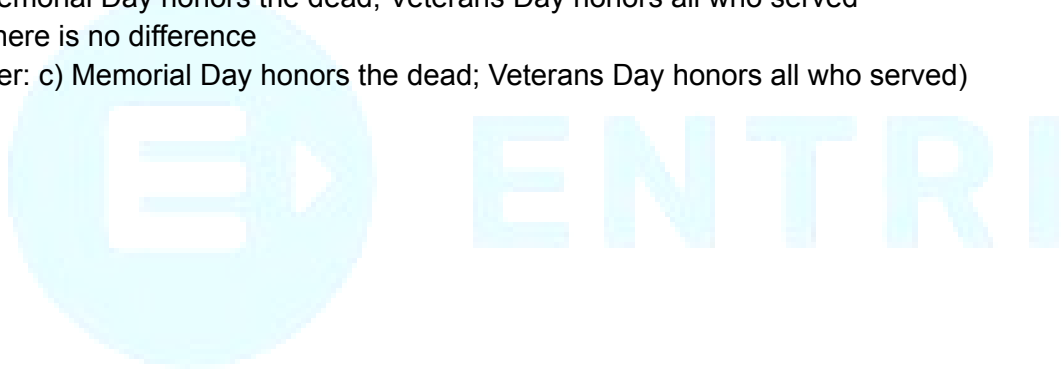 emorial Day honors the dead; Veterans Day honors all who served
here is no difference
er: c) Memorial Day honors the dead; Veterans Day honors all who served)
ENTRI